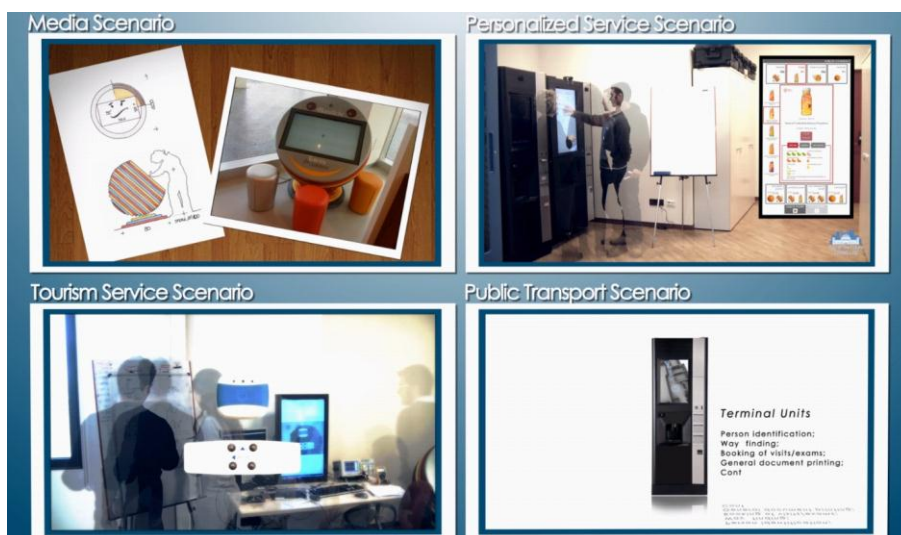 Media Scenario
Personalized Service Scenario
Tourism Service Scenario
Public Transport Scenario
Terminal Units
Person identification;
Way finding;
Booking of visits/exams;
General document printing;
Cont